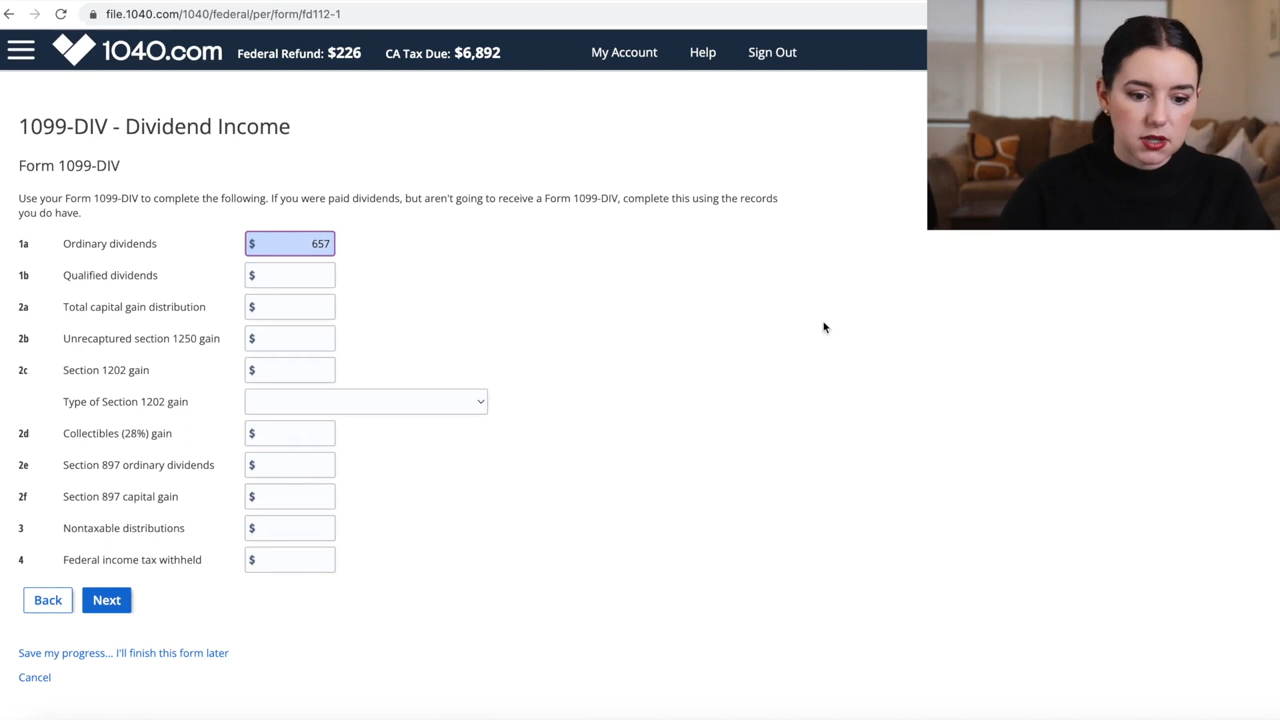 file.1040.com/1040/federal/per/form/fd112-1
1040.com Federal Refund: $226 CA Tax Due: $6,892 My Account Help Sign Out
1099-DIV - Dividend Income
Form 1099-DIV
Use your Form 1099-DIV to complete the following. If you were paid dividends, but aren't going to receive a Form 1099-DIV, complete this using the records
you do have.
1a Ordinary dividends $ 657
1b Qualified dividends $
2a Total capital gain distribution $
2b Unrecaptured section 1250 gain $
2c Section 1202 gain $
Type of Section 1202 gain
2d Collectibles (28%) gain $
2e Section 897 ordinary dividends $
2f Section 897 capital gain $
3 Nontaxable distributions $
4 Federal income tax withheld $
Back Next
Save my progress... I'll finish this form later
Cancel